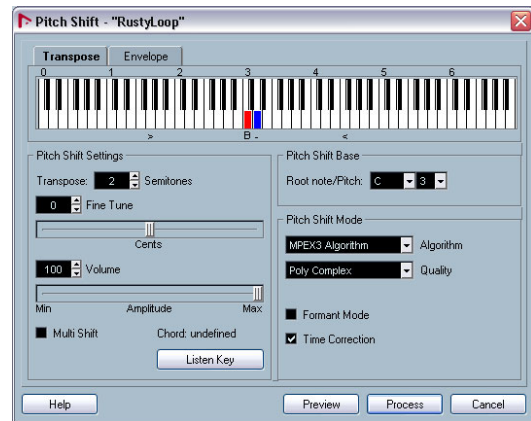 Pitch Shift - "RustyLoop"
Transpose Envelope
0 1 2 3 4 5 6
> B - <
Pitch Shift Settings
Transpose: 2 Semitones
0 Fine Tune
Cents
100 Volume
Min Amplitude Max
Multi Shift Chord: undefined
Listen Key
Pitch Shift Base
Root note/Pitch: C 3
Pitch Shift Mode
MPEX3 Algorithm Algorithm
Poly Complex Quality
Formant Mode
Time Correction
Help Preview Process Cancel